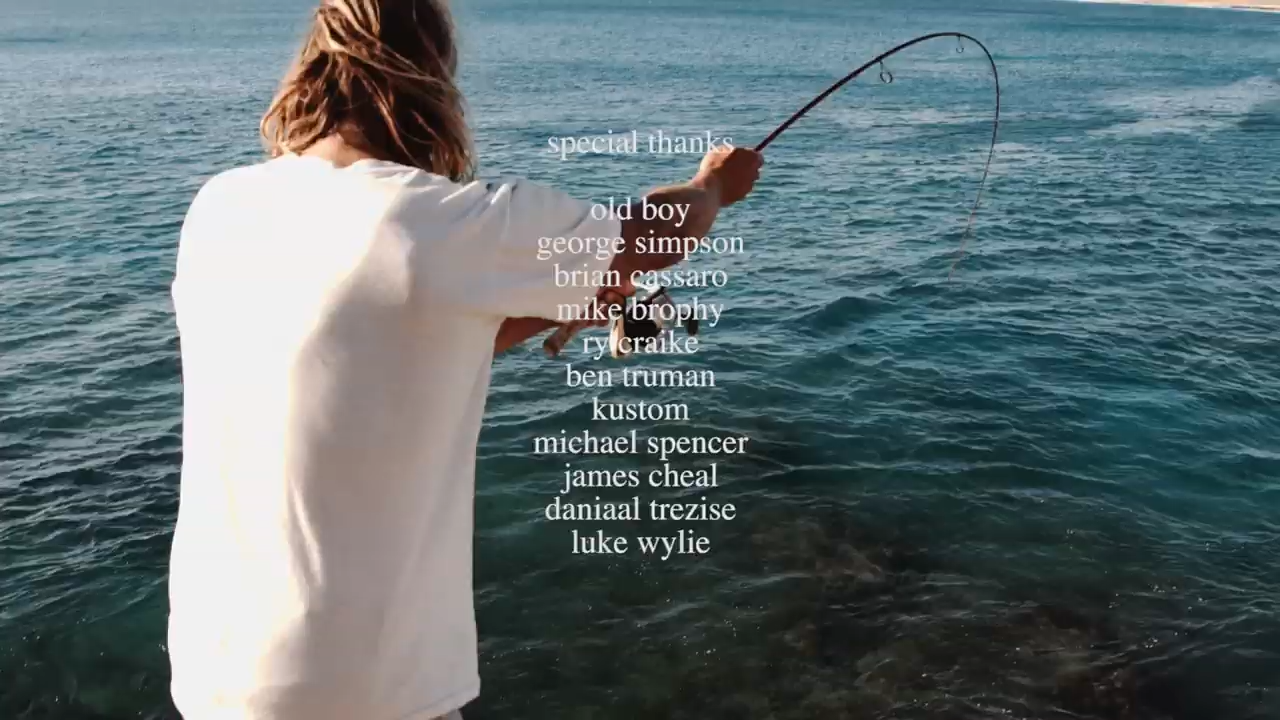 special thanks
old boy
george simpson
brian cassaro
mike brophy
ry craike
ben truman
kustom
michael spencer
james cheal
daniaal trezise
luke wylie